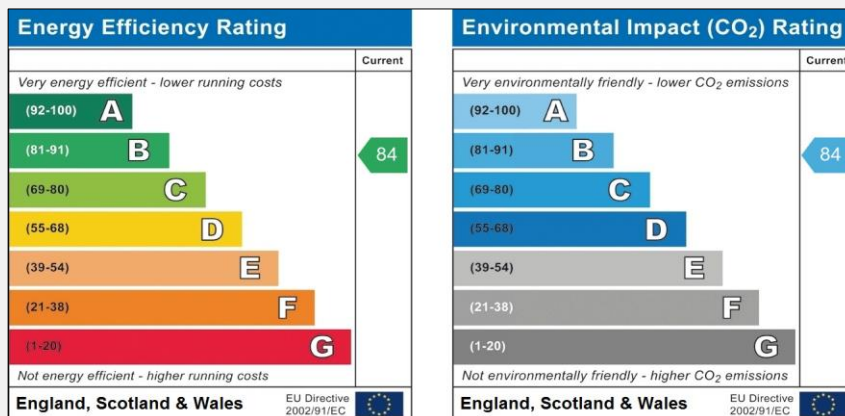 Energy Efficiency Rating
Current
Very energy efficient - lower running costs
(92-100) A
(81-91) B
84
(69-80) C
(55-68) D
(39-54) E
(21-38) F
(1-20) G
Not energy efficient - higher running costs
England, Scotland & Wales
EU Directive
2002/91/EC
Environmental Impact (CO₂) Rating
Current
Very environmentally friendly - lower CO₂ emissions
(92-100) A
(81-91) B
84
(69-80) C
(55-68) D
(39-54) E
(21-38) F
(1-20) G
Not environmentally friendly - higher CO₂ emissions
England, Scotland & Wales
EU Directive
2002/91/EC